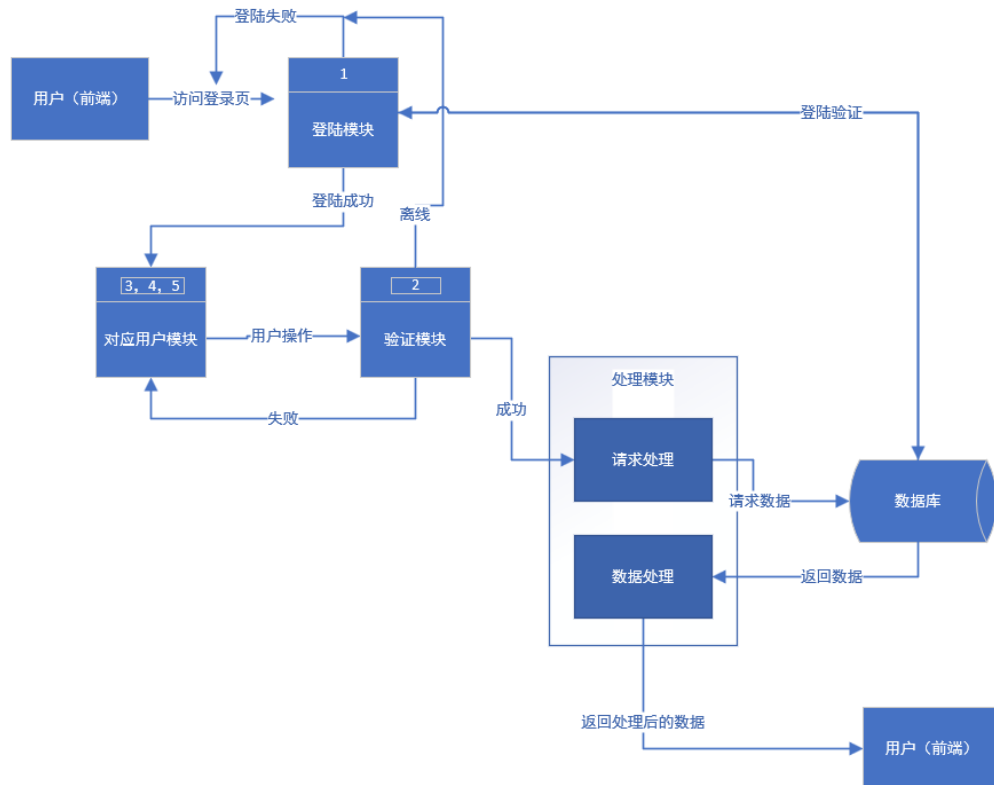 登陆失败
1
用户（前端）
访问登录页
登陆模块
登陆验证
登陆成功
离线
3，4，5
2
对应用户模块
用户操作
验证模块
处理模块
成功
失败
请求处理
请求数据
数据库
数据处理
返回数据
返回处理后的数据
用户（前端）